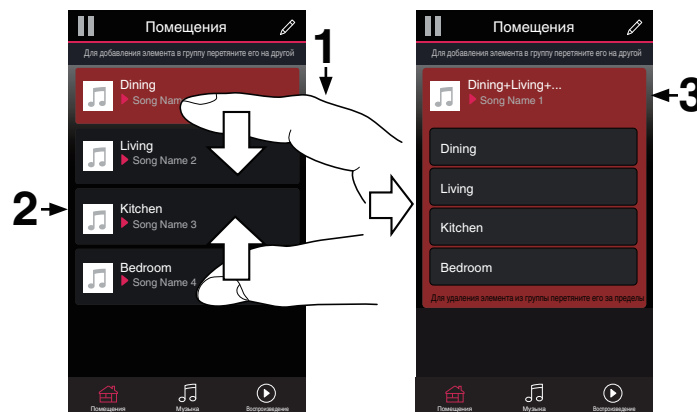 Помещения
Для добавления элемента в группу перетяните его на другой
1
Dining
Song Nam
Living
Song Name 2
2
Kitchen
Song Name 3
Bedroom
Song Name 4
Помещения
Музыка
Воспроизведение
Помещения
Для добавления элемента в группу перетяните его на другой
Dining+Living+...
Song Name 1
3
Dining
Living
Kitchen
Bedroom
Для удаления элемента из группы перетяните его за пределы
Помещения
Музыка
Воспроизведение